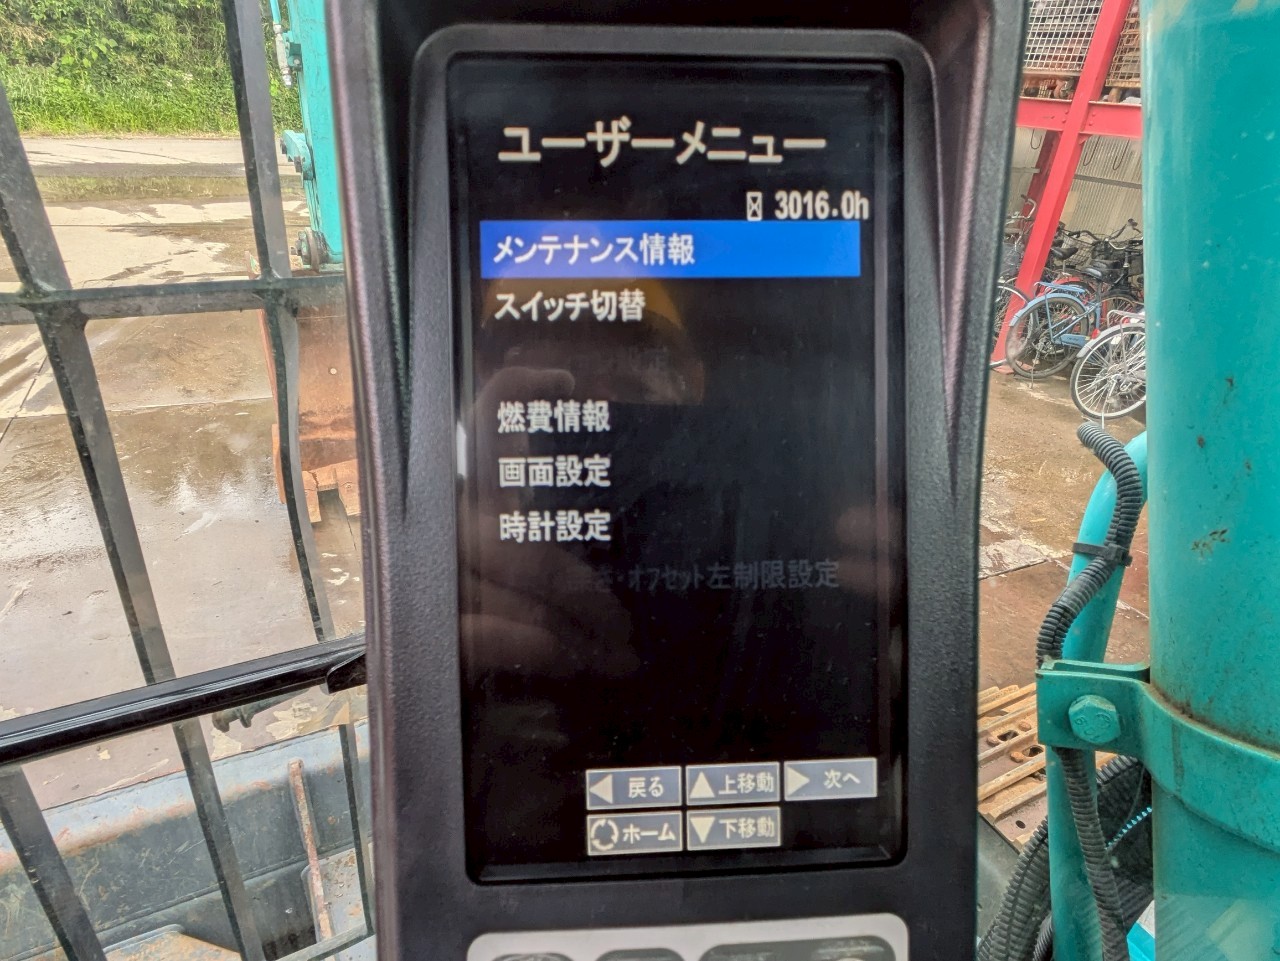 ユーザーメニュー
3016.0h
メンテナンス情報
スイッチ切替
設定
燃費情報
画面設定
時計設定
さ・オフセット左制限設定
戻る
上移動
次へ
ホーム
下移動